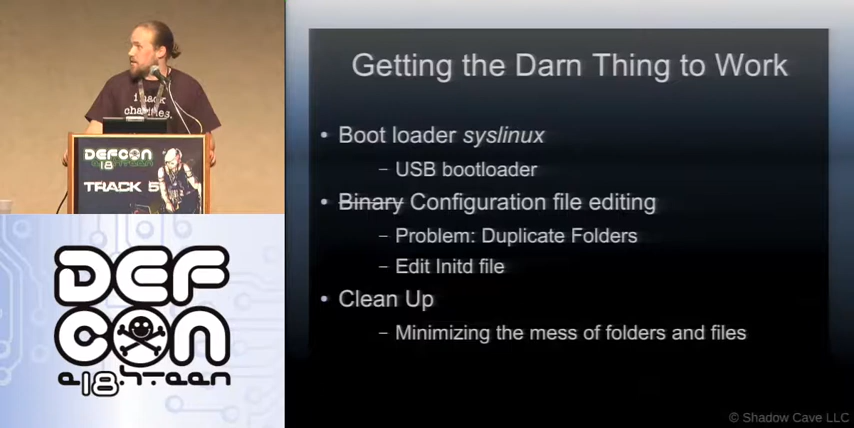 i hack
charities.
DEFCON
18
TRACK 5
DEF
CON
e18hteen
Getting the Darn Thing to Work
• Boot loader syslinux
– USB bootloader
• Binary Configuration file editing
– Problem: Duplicate Folders
– Edit Initd file
• Clean Up
– Minimizing the mess of folders and files
© Shadow Cave LLC